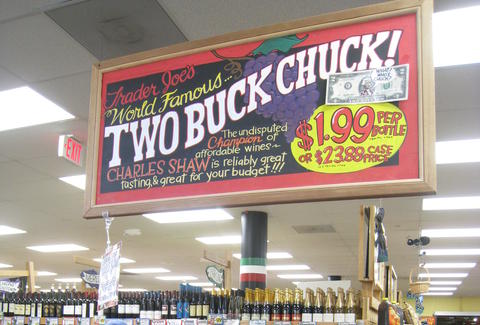 EXIT
Trader Joe's
World Famous...
TWO BUCK CHUCK!
The undisputed
Champion of
affordable wines~
CHARLES SHAW is reliably great
tasting, & great for your budget!!!
$1.99 PER
BOTTLE
OR $23.88 CASE
PRICE